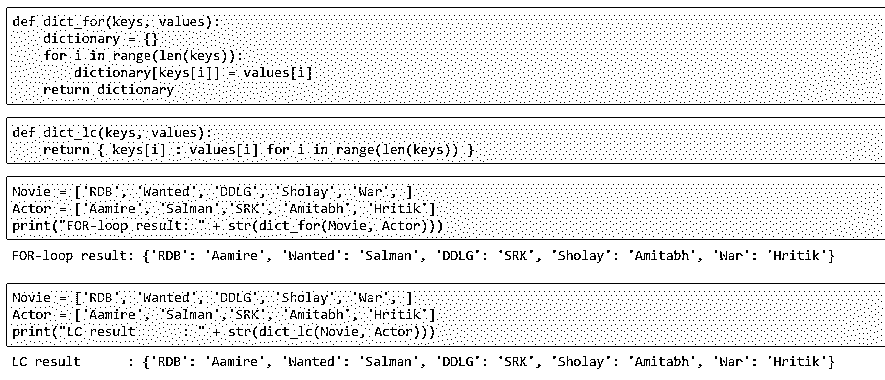 def dict_for(keys, values):
    dictionary = {}
    for i in range(len(keys)):
        dictionary[keys[i]] = values[i]
    return dictionary
def dict_lc(keys, values):
    return { keys[i] : values[i] for i in range(len(keys)) }
Movie = ['RDB', 'Wanted', 'DDLG', 'Sholay', 'War', ]
Actor = ['Aamire', 'Salman','SRK', 'Amitabh', 'Hritik']
print("FOR-loop result: " + str(dict_for(Movie, Actor)))
FOR-loop result: {'RDB': 'Aamire', 'Wanted': 'Salman', 'DDLG': 'SRK', 'Sholay': 'Amitabh', 'War': 'Hritik'}
Movie = ['RDB', 'Wanted', 'DDLG', 'Sholay', 'War', ]
Actor = ['Aamire', 'Salman','SRK', 'Amitabh', 'Hritik']
print("LC result      : " + str(dict_lc(Movie, Actor)))
LC result      : {'RDB': 'Aamire', 'Wanted': 'Salman', 'DDLG': 'SRK', 'Sholay': 'Amitabh', 'War': 'Hritik'}